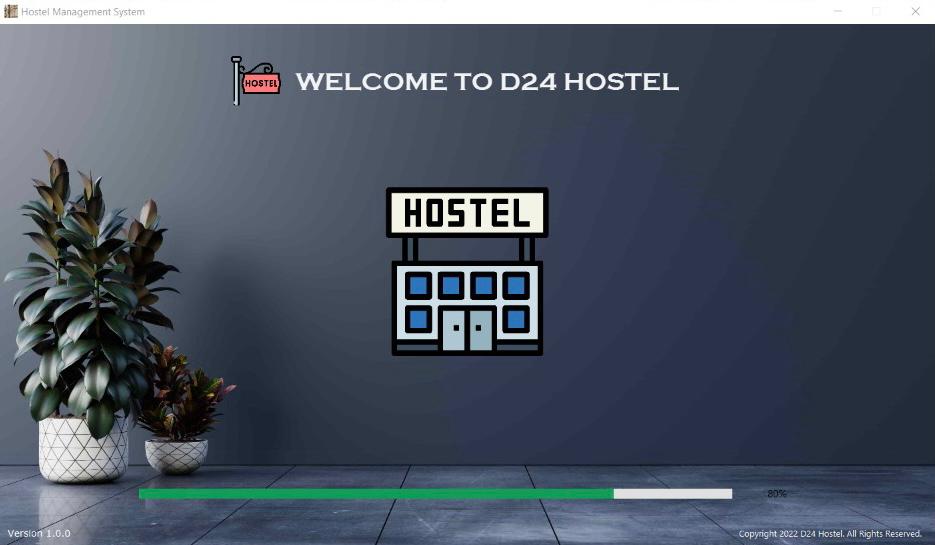 Hostel Management System
HOSTEL
WELCOME TO D24 HOSTEL
HOSTEL
80%
Version 1.0.0
Copyright 2022 D24 Hostel. All Rights Reserved.